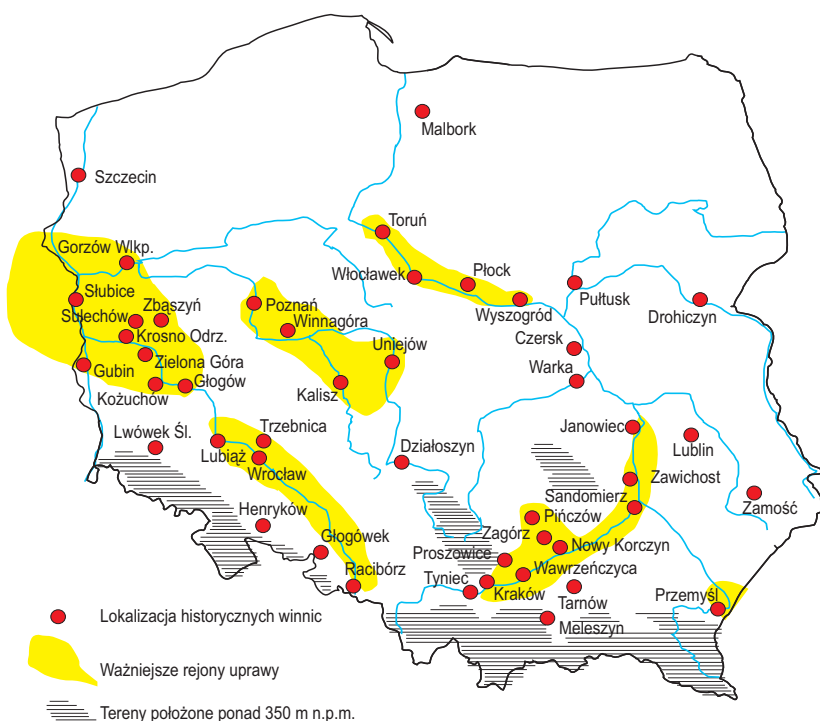 Malbork
Szczecin
Toruń
Gorzów Wlkp.
Włocławek
Płock
Słubice
Zbąszyń
Poznań
Pułtusk
Sulechów
Winnagóra
Wyszogród
Drohiczyn
Krosno Odrz.
Uniejów
Czersk
Zielona Góra
Gubin
Głogów
Kalisz
Warka
Kożuchów
Lwówek Śl.
Trzebnica
Janowiec
Lubiąż
Działoszyn
Lublin
Wrocław
Zawichost
Sandomierz
Henryków
Pińczów
Zamość
Zagórz
Głogówek
Nowy Korczyn
Proszowice
Racibórz
Tyniec
Wawrzeńczyca
Kraków
Przemyśl
Tarnów
Meleszyn
Lokalizacja historycznych winnic
Ważniejsze rejony uprawy
Tereny położone ponad 350 m n.p.m.